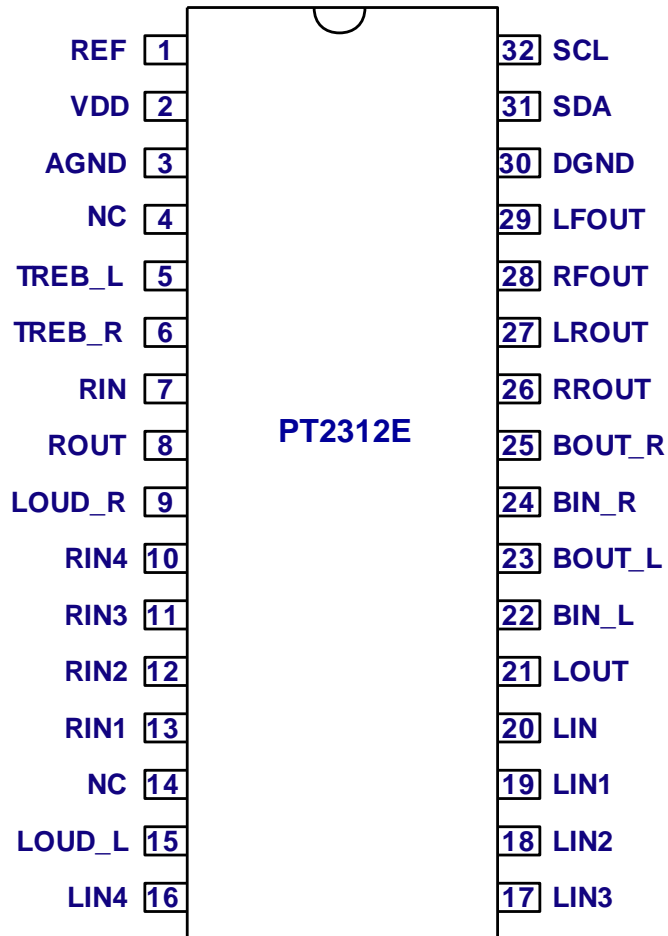 REF 1 32 SCL
VDD 2 31 SDA
AGND 3 30 DGND
NC 4 29 LFOUT
TREB_L 5 28 RFOUT
TREB_R 6 27 LROUT
RIN 7 26 RROUT
PT2312E
ROUT 8 25 BOUT_R
LOUD_R 9 24 BIN_R
RIN4 10 23 BOUT_L
RIN3 11 22 BIN_L
RIN2 12 21 LOUT
RIN1 13 20 LIN
NC 14 19 LIN1
LOUD_L 15 18 LIN2
LIN4 16 17 LIN3